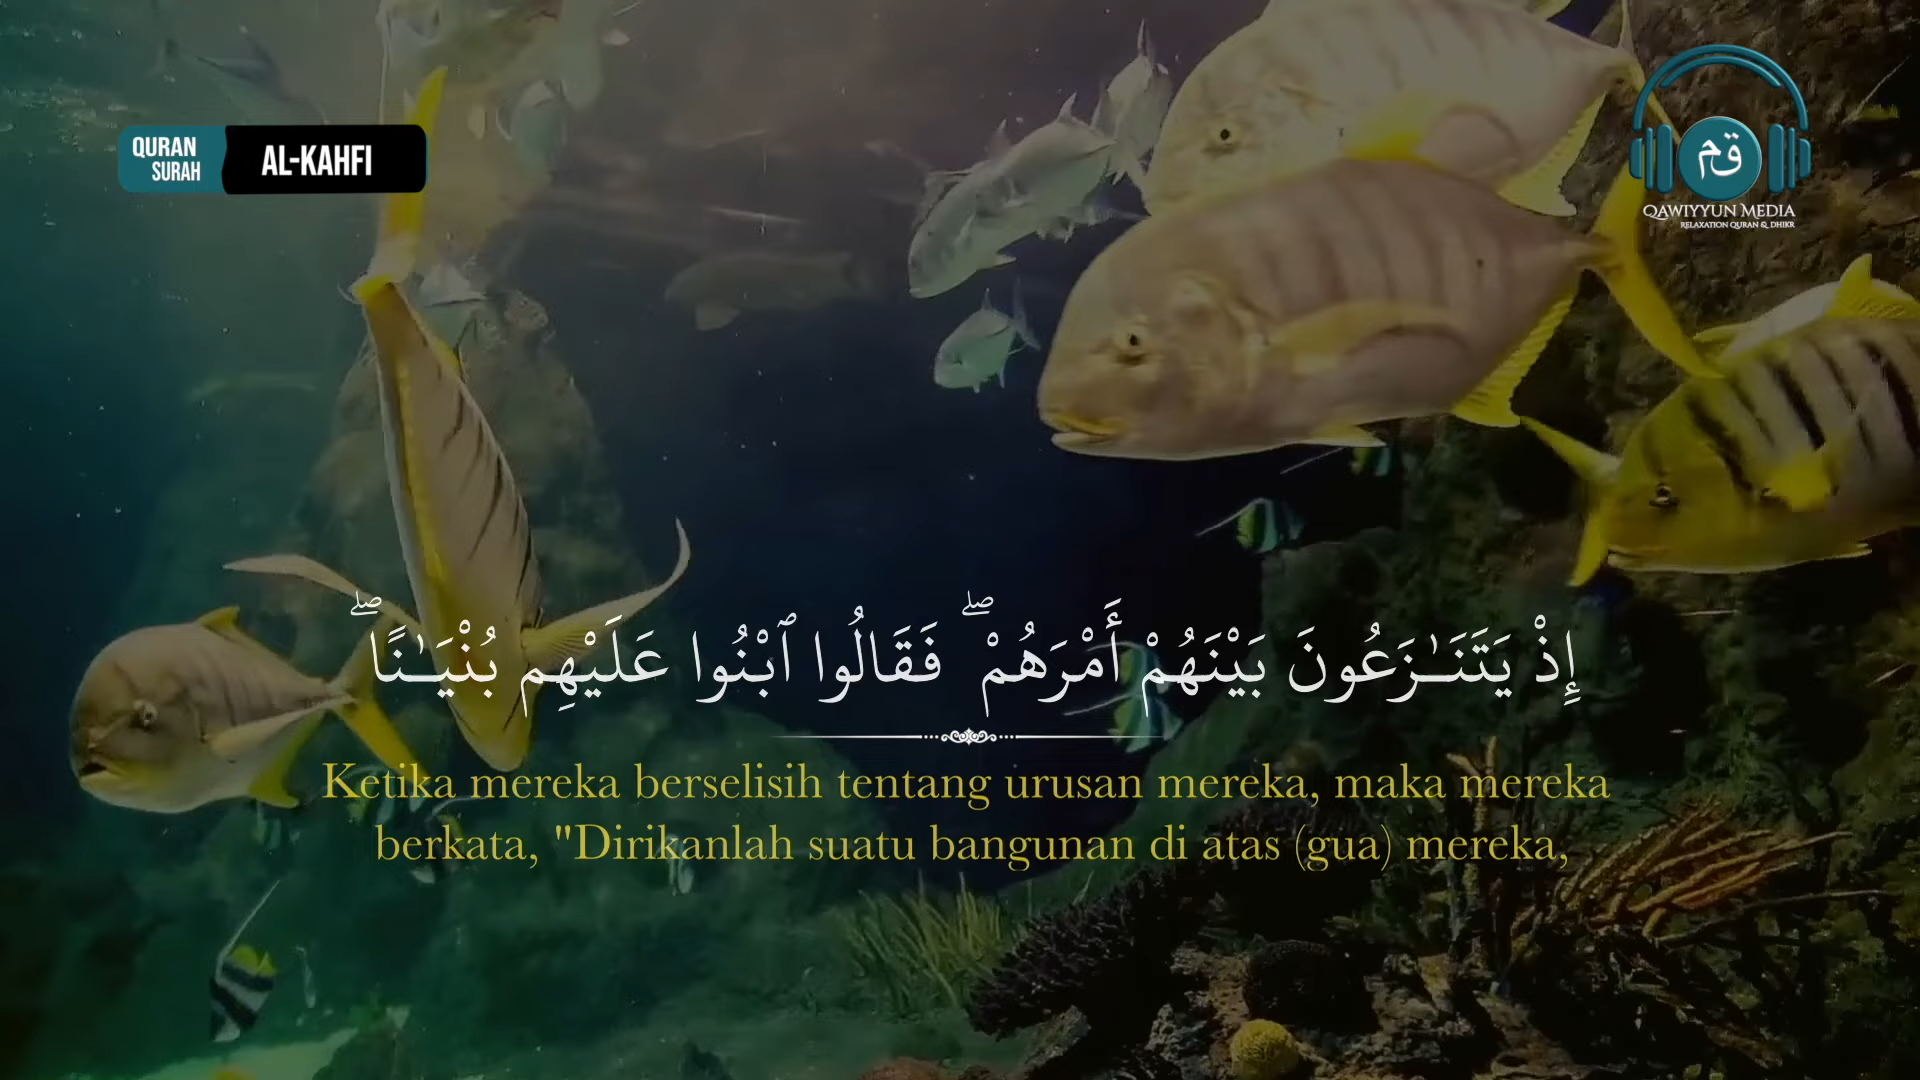 QURAN
SURAH
AL-KAHFI
قم
QAWIYYUN MEDIA
RELAXATION QURAN & DHIKR
إِذْ يَتَنَـٰزَعُونَ بَيْنَهُمْ أَمْرَهُمْ ۖ فَقَالُوا ٱبْنُوا عَلَيْهِم بُنْيَـٰنًا ۖ
Ketika mereka berselisih tentang urusan mereka, maka mereka
berkata, "Dirikanlah suatu bangunan di atas (gua) mereka,